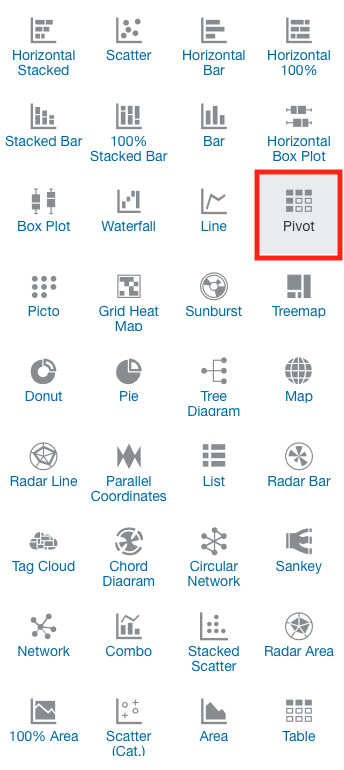 Horizontal
Stacked
Scatter
Horizontal
Bar
Horizontal
100%
Stacked Bar
100%
Stacked Bar
Bar
Horizontal
Box Plot
Box Plot
Waterfall
Line
Pivot
Picto
Grid Heat
Map
Sunburst
Treemap
Donut
Pie
Tree
Diagram
Map
Radar Line
Parallel
Coordinates
List
Radar Bar
Tag Cloud
Chord
Diagram
Circular
Network
Sankey
Network
Combo
Stacked
Scatter
Radar Area
100% Area
Scatter
(Cat.)
Area
Table